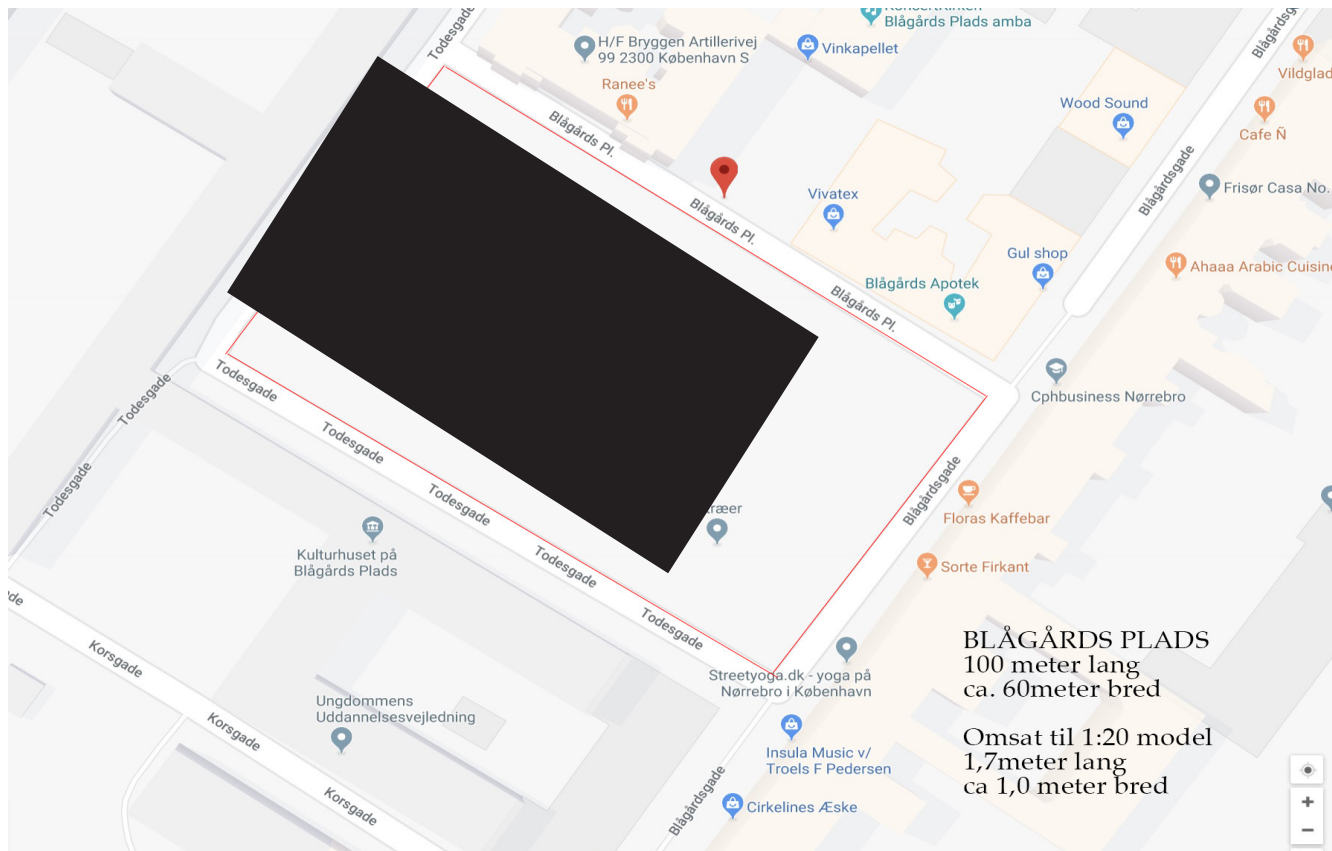 Todesgade
Koncertkirken
Blågårds Plads amba
H/F Bryggen Artillerivej
99 2300 København S
Vinkapellet
Blågårdsg
Vildglad
Ranee's
Wood Sound
Cafe Ñ
Blågårds Pl.
Blågårdsgade
Frisør Casa No.
Vivatex
Blågårds Pl.
Gul shop
Ahaaa Arabic Cuisine
Blågårds Apotek
Blågårds Pl.
Cphbusiness Nørrebro
Todesgade
Todesgade
Todesgade
Todesgade
Todesgade
Todesgade
Todesgade
træer
Blågårdsgade
Floras Kaffebar
Sorte Firkant
Kulturhuset på
Blågårds Plads
de
Korsgade
Streetyoga.dk - yoga på
Nørrebro i København
Ungdommens
Uddannelsesvejledning
Korsgade
Insula Music v/
Troels F Pedersen
Korsgade
Blågårdsgade
Cirkelines Æske
BLÅGÅRDS PLADS
100 meter lang
ca. 60meter bred
Omsat til 1:20 model
1,7meter lang
ca 1,0 meter bred